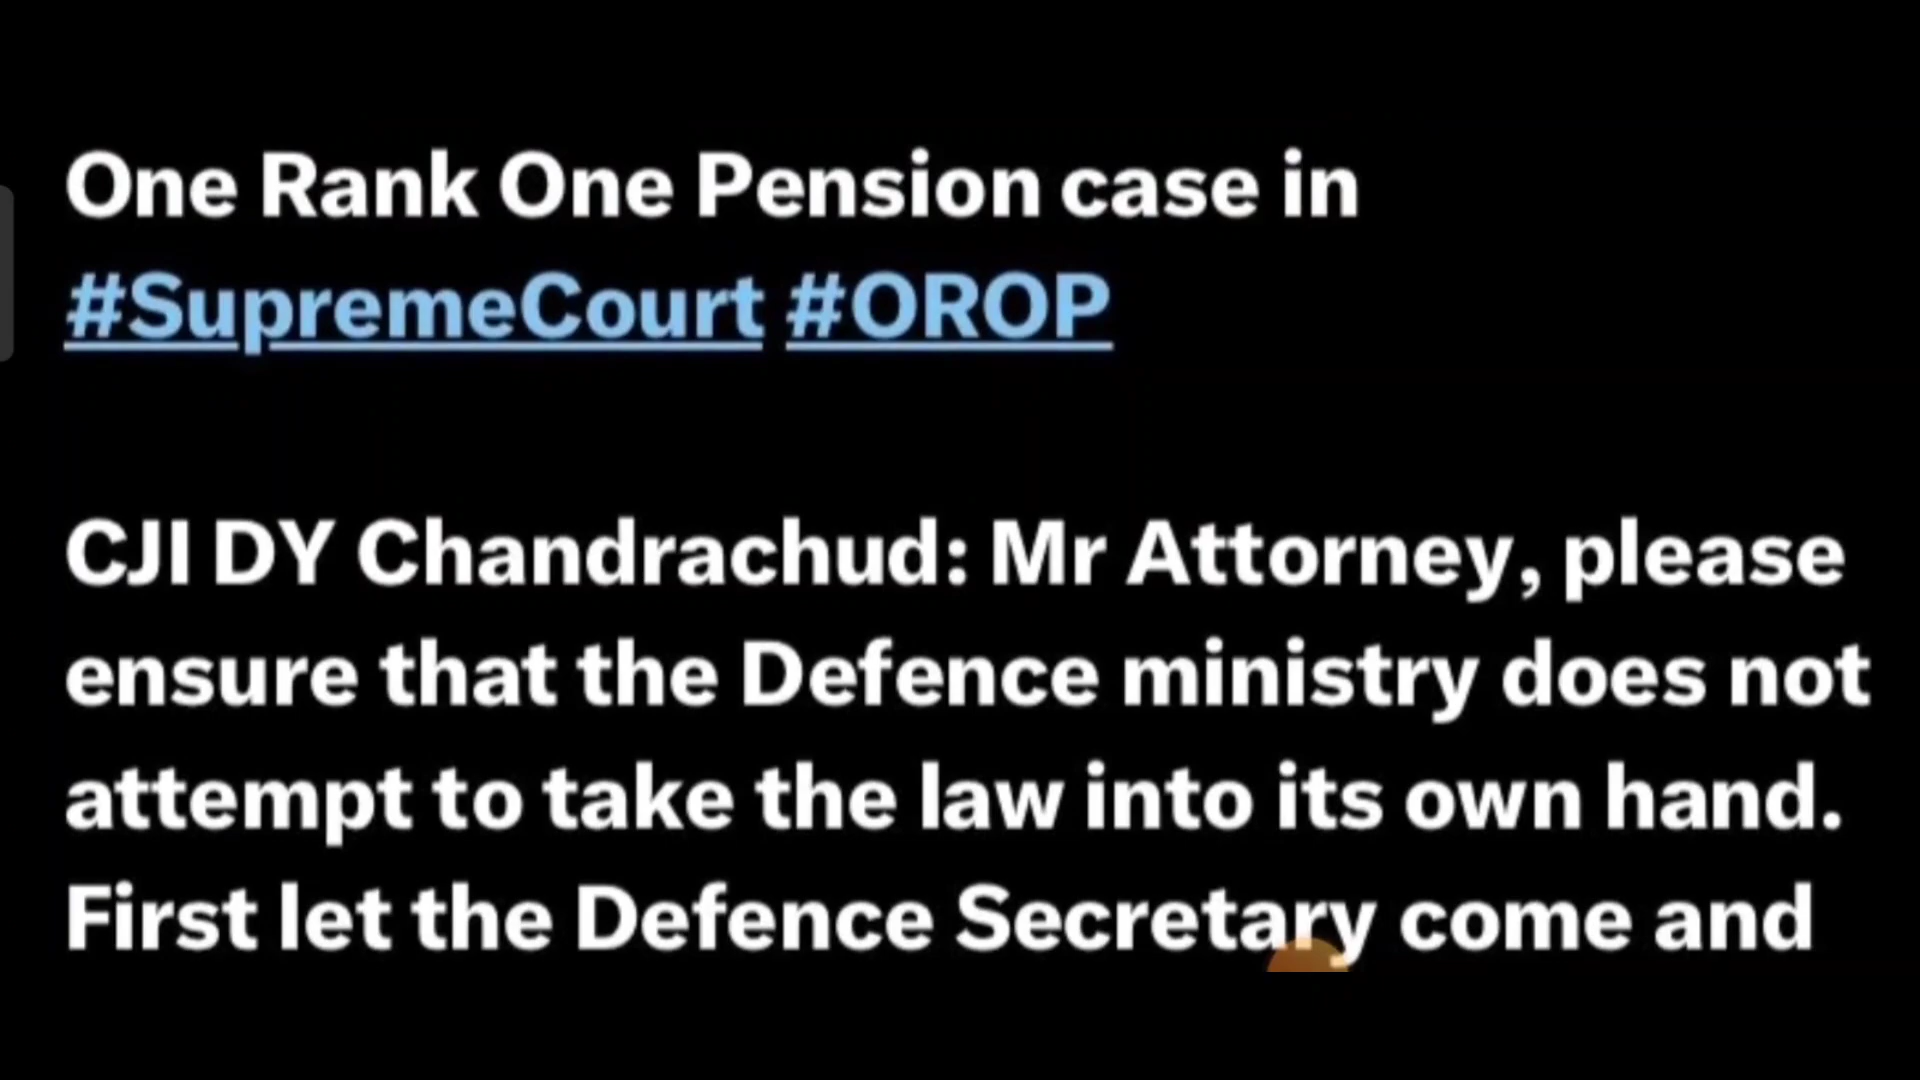 One Rank One Pension case in
#SupremeCourt #OROP
CJI DY Chandrachud: Mr Attorney, please
ensure that the Defence ministry does not
attempt to take the law into its own hand.
First let the Defence Secretary come and